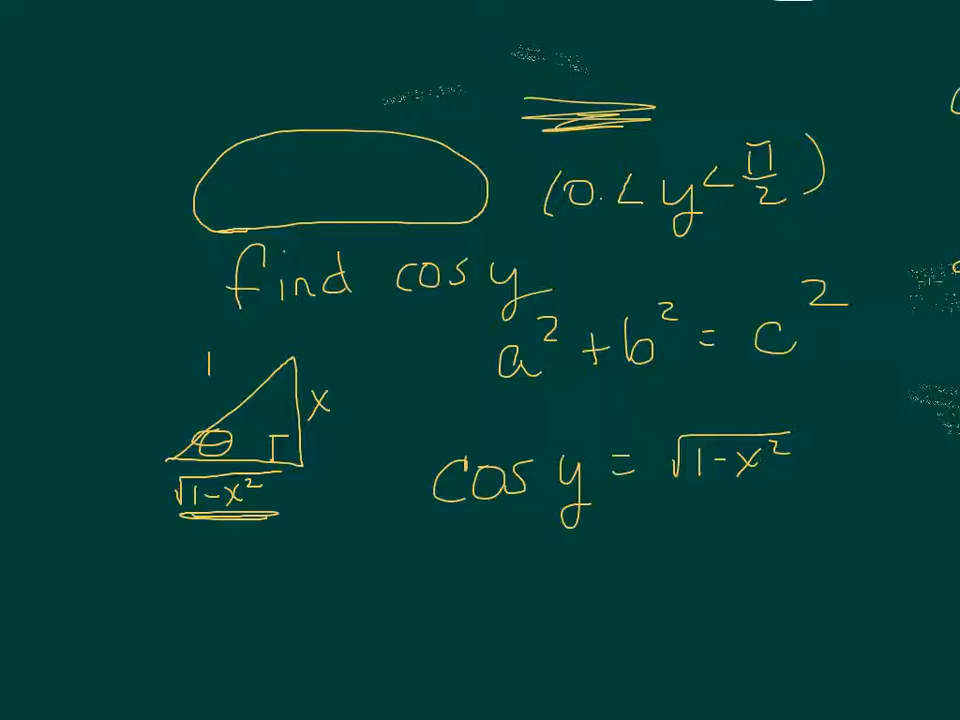 (0 < y < π/2)
find cos y
a² + b² = c²
1
x
θ
√1-x²
cos y = √1-x²